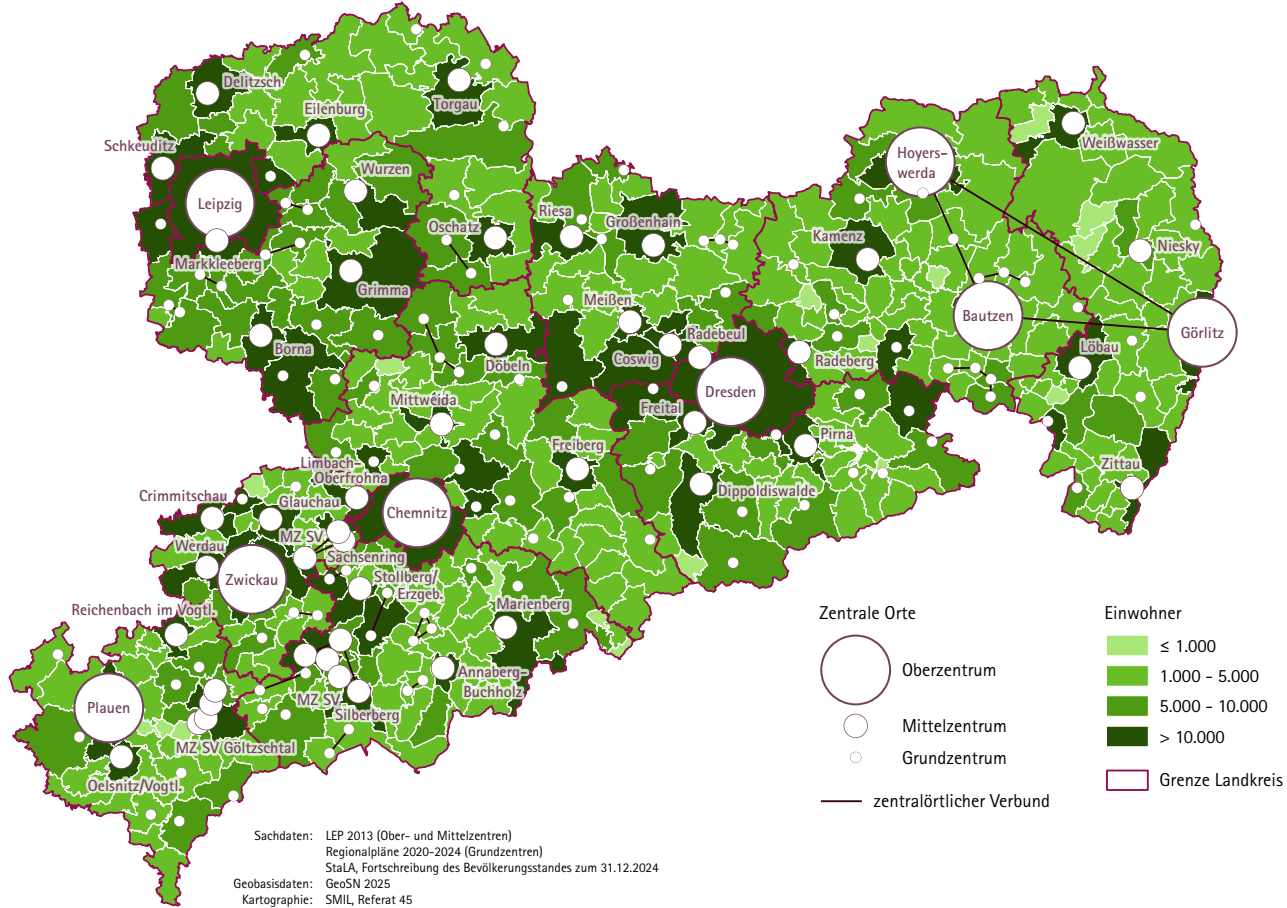 Delitzsch
Torgau
Eilenburg
Schkeuditz
Wurzen
Leipzig
Markkleeberg
Oschatz
Riesa
Großenhain
Hoyers-
werda
Weißwasser
Kamenz
Niesky
Grimma
Meißen
Bautzen
Görlitz
Borna
Döbeln
Coswig
Radebeul
Radeberg
Löbau
Dresden
Mittweida
Freital
Pirna
Freiberg
Zittau
Limbach-
Oberfrohna
Dippoldiswalde
Crimmitschau
Glauchau
Chemnitz
MZ SV
Sachsenring
Werdau
Zwickau
Stollberg/
Erzgeb.
Reichenbach im Vogtl.
Marienberg
Annaberg-
Buchholz
Plauen
MZ SV
Silberberg
MZ SV Göltzschtal
Oelsnitz/Vogtl.
Zentrale Orte
Oberzentrum
Mittelzentrum
Grundzentrum
zentralörtlicher Verbund
Einwohner
≤ 1.000
1.000 - 5.000
5.000 - 10.000
> 10.000
Grenze Landkreis
Sachdaten: LEP 2013 (Ober- und Mittelzentren)
Regionalpläne 2020-2024 (Grundzentren)
StaLA, Fortschreibung des Bevölkerungsstandes zum 31.12.2024
Geobasisdaten: GeoSN 2025
Kartographie: SMIL, Referat 45